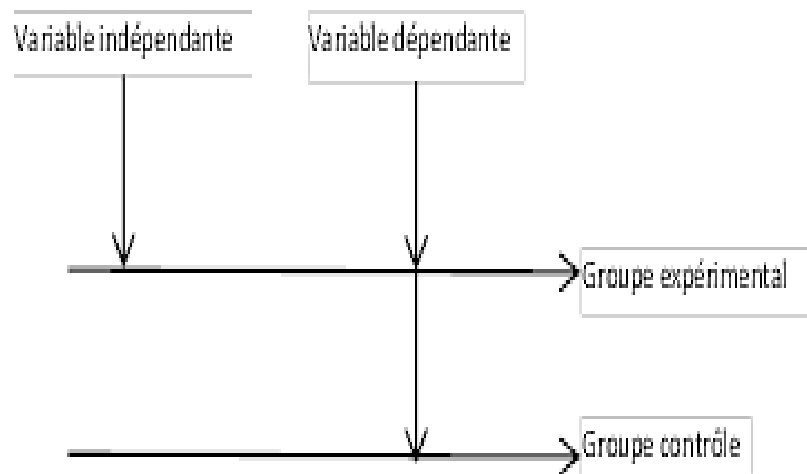 Variable indépendante
Variable dépendante
Groupe expérimental
Groupe contrôle